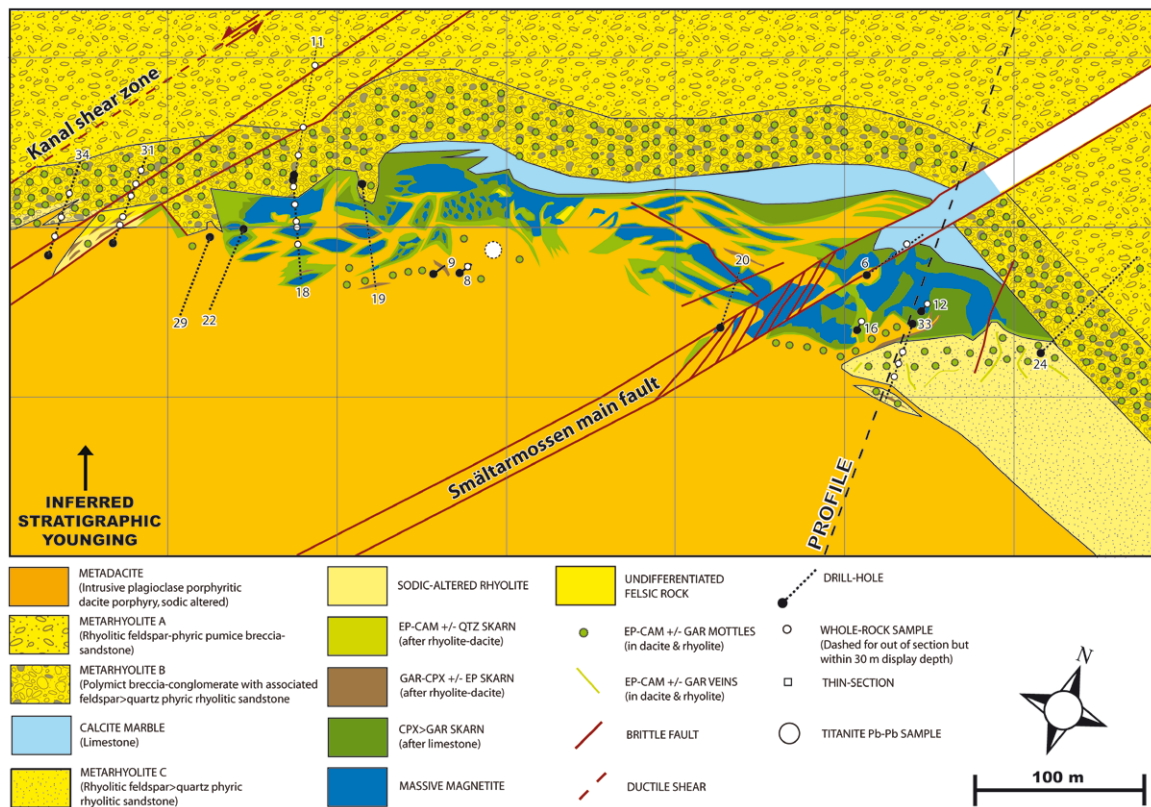 11
Kanal shear zone
34
31
9
8
20
6
12
33
16
24
18
19
29
22
Smältarmossen main fault
PROFILE
INFERRED
STRATIGRAPHIC
YOUNGING
METADACITE
(Intrusive plagioclase porphyritic
dacite porphyry, sodic altered)
METARHYOLITE A
(Rhyolitic feldspar-phyric pumice breccia-
sandstone)
METARHYOLITE B
(Polymict breccia-conglomerate with associated
feldspar>quartz phyric rhyolitic sandstone
CALCITE MARBLE
(Limestone)
METARHYOLITE C
(Rhyolitic feldspar>quartz phyric
rhyolitic sandstone)
SODIC-ALTERED RHYOLITE
EP-CAM +/- QTZ SKARN
(after rhyolite-dacite)
GAR-CPX +/- EP SKARN
(after rhyolite-dacite)
CPX>GAR SKARN
(after limestone)
MASSIVE MAGNETITE
UNDIFFERENTIATED
FELSIC ROCK
EP-CAM +/- GAR MOTTLES
(in dacite & rhyolite)
EP-CAM +/- GAR VEINS
(in dacite & rhyolite)
BRITTLE FAULT
DUCTILE SHEAR
DRILL-HOLE
WHOLE-ROCK SAMPLE
(Dashed for out of section but
within 30 m display depth)
THIN-SECTION
TITANITE Pb-Pb SAMPLE
N
100 m